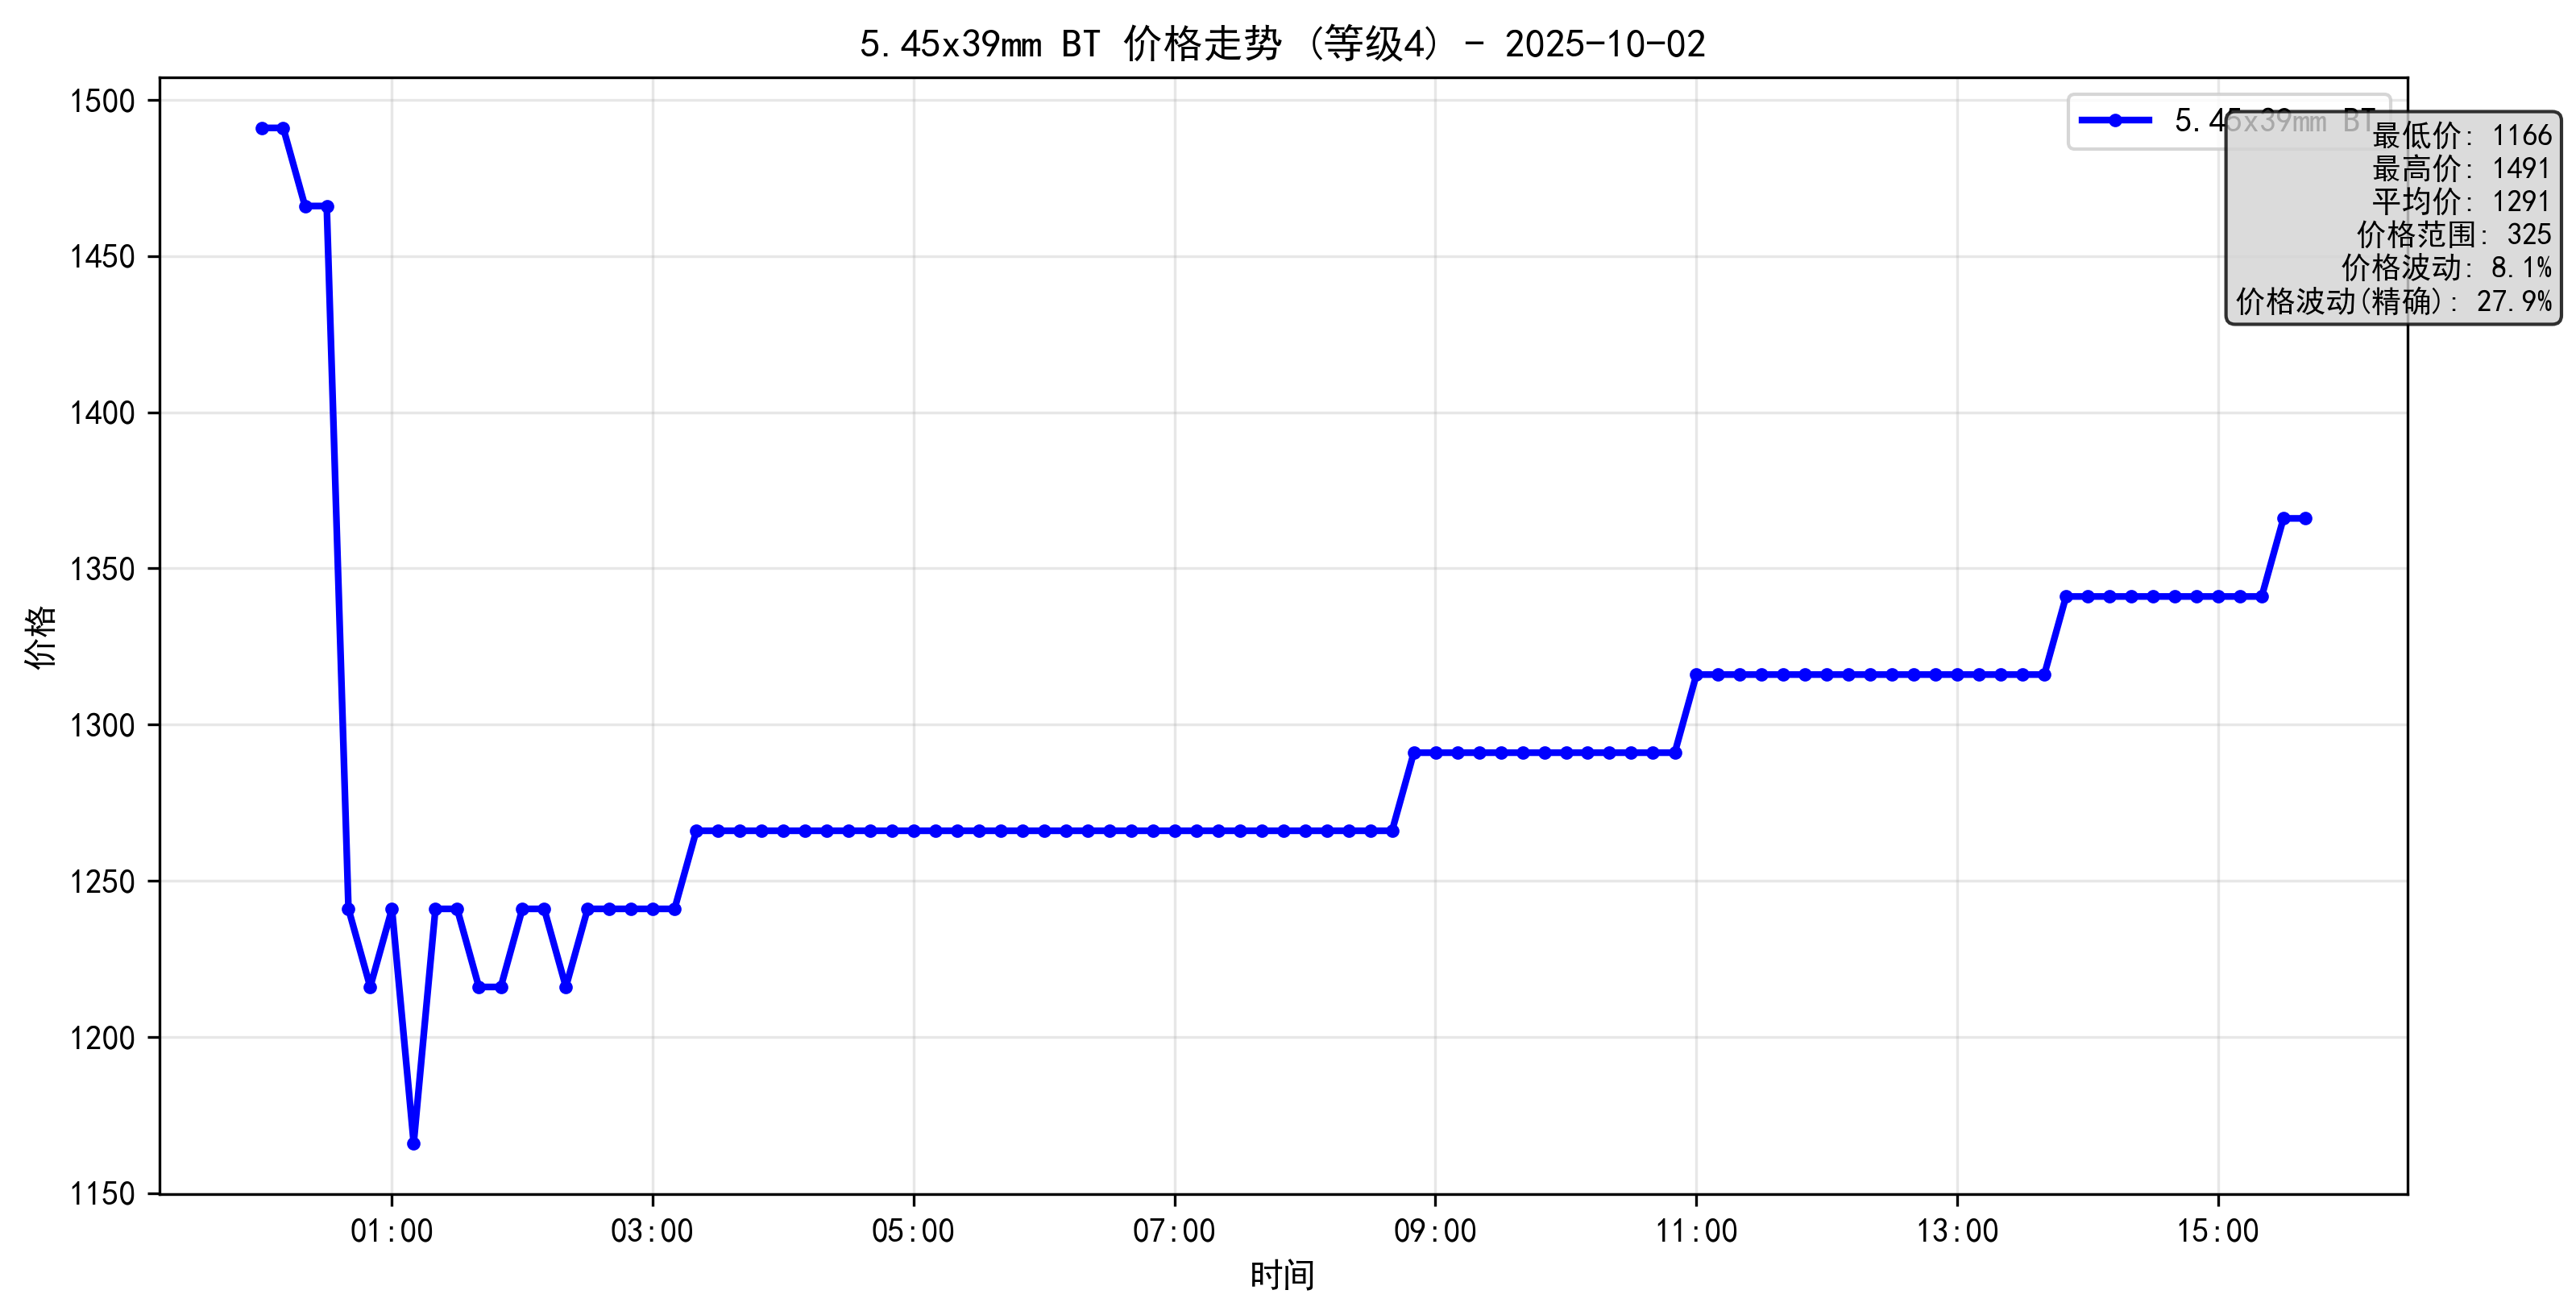 5.45x39mm BT 价格走势 (等级4) - 2025-10-02
5.45x39mm BT
最低价: 1166
最高价: 1491
平均价: 1291
价格范围: 325
价格波动: 8.1%
价格波动(精确): 27.9%
价格
1500
1450
1400
1350
1300
1250
1200
1150
01:00 03:00 05:00 07:00 09:00 11:00 13:00 15:00
时间